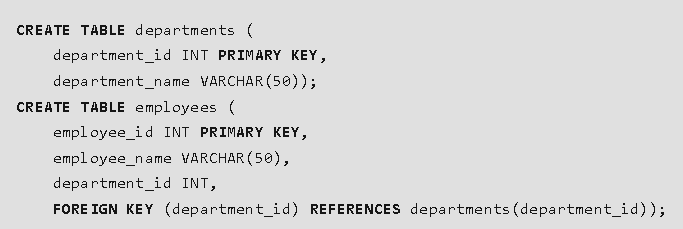 CREATE TABLE departments (
    department_id INT PRIMARY KEY,
    department_name VARCHAR(50));
CREATE TABLE employees (
    employee_id INT PRIMARY KEY,
    employee_name VARCHAR(50),
    department_id INT,
    FOREIGN KEY (department_id) REFERENCES departments(department_id));